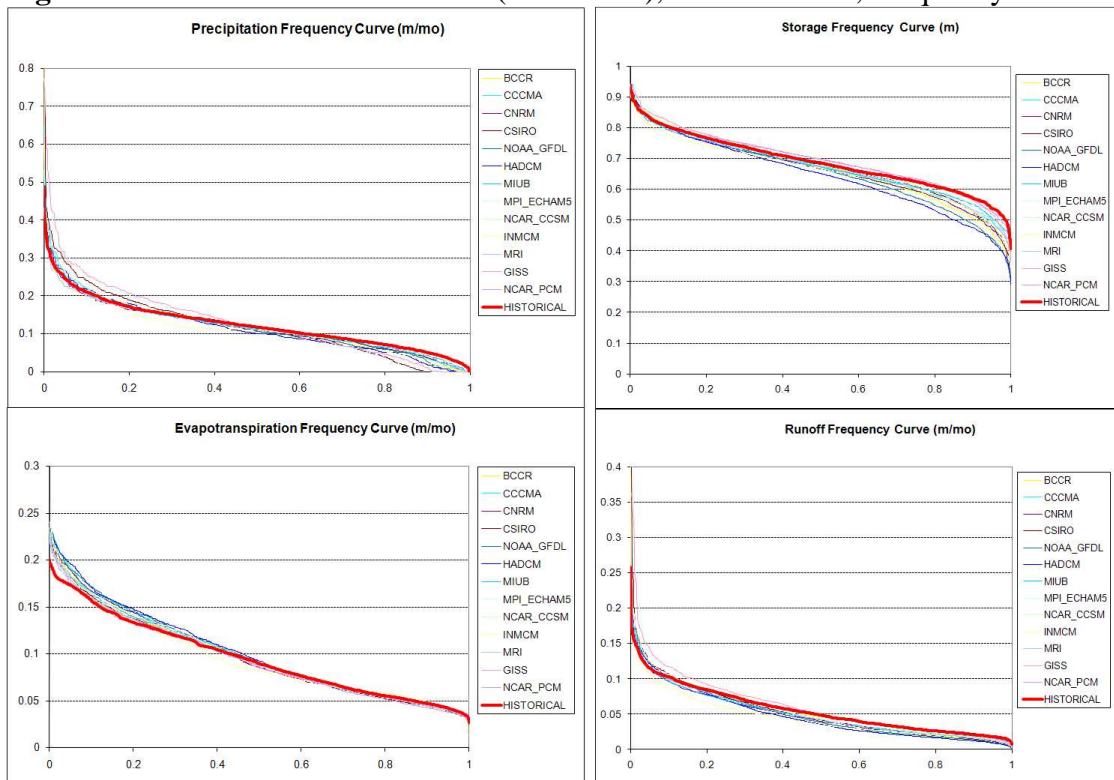 Precipitation Frequency Curve (m/mo)
0.8
0.7
0.6
0.5
0.4
0.3
0.2
0.1
0
0
0.2
0.4
0.6
0.8
1
BCCR
CCCMA
CNRM
CSIRO
NOAA_GFDL
HADCM
MIUB
MPI_ECHAM5
NCAR_CCSM
INMCM
MRI
GISS
NCAR_PCM
HISTORICAL
Storage Frequency Curve (m)
1
0.9
0.8
0.7
0.6
0.5
0.4
0.3
0.2
0.1
0
0
0.2
0.4
0.6
0.8
1
BCCR
CCCMA
CNRM
CSIRO
NOAA_GFDL
HADCM
MIUB
MPI_ECHAM5
NCAR_CCSM
INMCM
MRI
GISS
NCAR_PCM
HISTORICAL
Evapotranspiration Frequency Curve (m/mo)
0.3
0.25
0.2
0.15
0.1
0.05
0
0
0.2
0.4
0.6
0.8
1
BCCR
CCCMA
CNRM
CSIRO
NOAA_GFDL
HADCM
MIUB
MPI_ECHAM5
NCAR_CCSM
INMCM
MRI
GISS
NCAR_PCM
HISTORICAL
Runoff Frequency Curve (m/mo)
0.4
0.35
0.3
0.25
0.2
0.15
0.1
0.05
0
0
0.2
0.4
0.6
0.8
1
BCCR
CCCMA
CNRM
CSIRO
NOAA_GFDL
HADCM
MIUB
MPI_ECHAM5
NCAR_CCSM
INMCM
MRI
GISS
NCAR_PCM
HISTORICAL